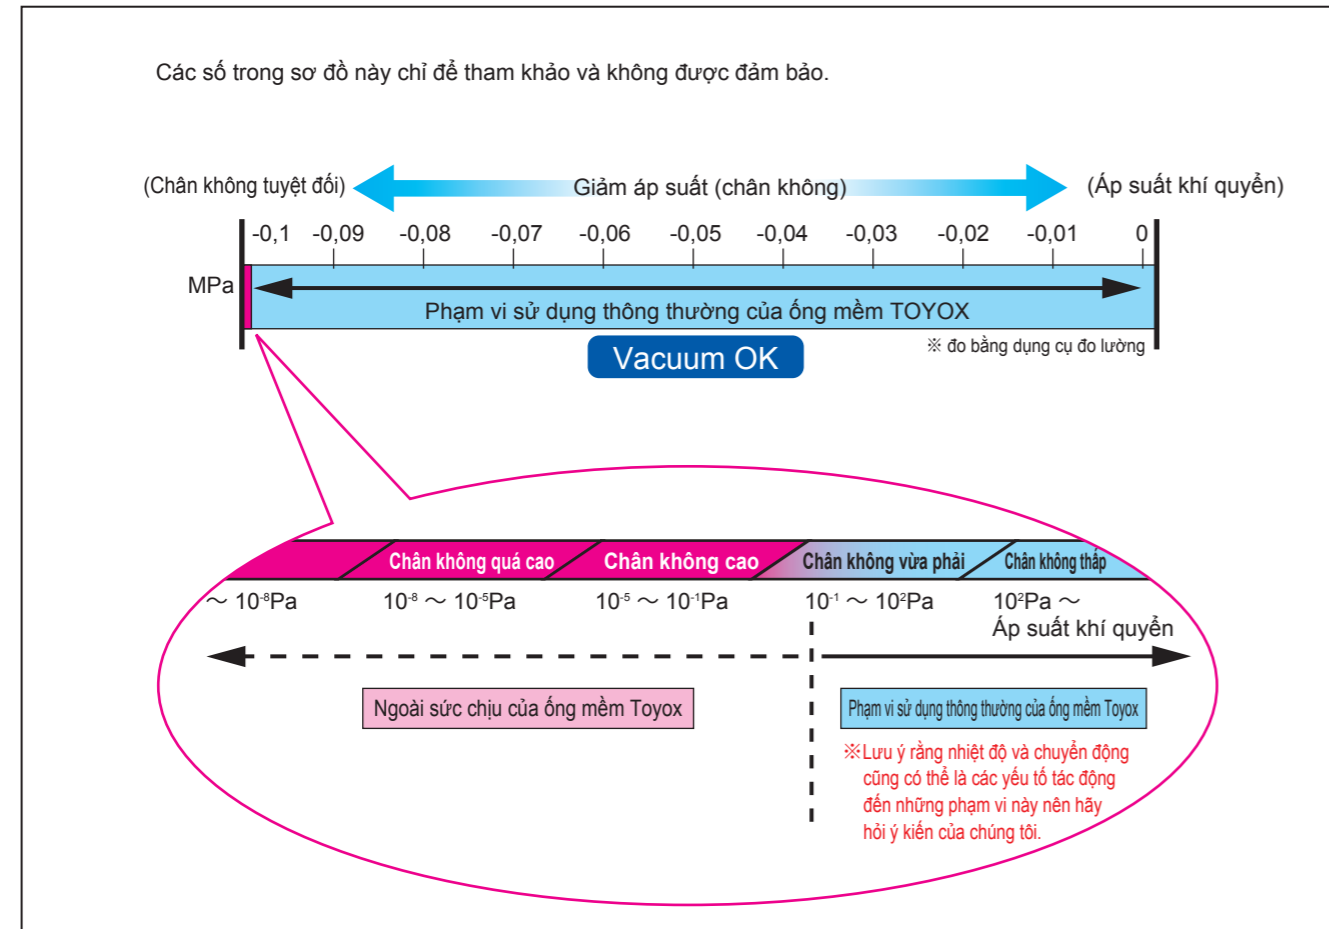 Các số trong sơ đồ này chỉ để tham khảo và không được đảm bảo.
(Chân không tuyệt đối)
Giảm áp suất (chân không)
(Áp suất khí quyển)
-0,1 -0,09 -0,08 -0,07 -0,06 -0,05 -0,04 -0,03 -0,02 -0,01 0
MPa
Phạm vi sử dụng thông thường của ống mềm TOYOX
Vacuum OK
※ đo bằng dụng cụ đo lường
Chân không quá cao
Chân không cao
Chân không vừa phải
Chân không thấp
～ 10⁻⁸Pa
10⁻⁸ ～ 10⁻⁵Pa
10⁻⁵ ～ 10⁻¹Pa
10⁻¹ ～ 10²Pa
10²Pa ～
Áp suất khí quyển
Ngoài sức chịu của ống mềm Toyox
Phạm vi sử dụng thông thường của ống mềm Toyox
※Lưu ý rằng nhiệt độ và chuyển động
cũng có thể là các yếu tố tác động
đến những phạm vi này nên hãy
hỏi ý kiến của chúng tôi.